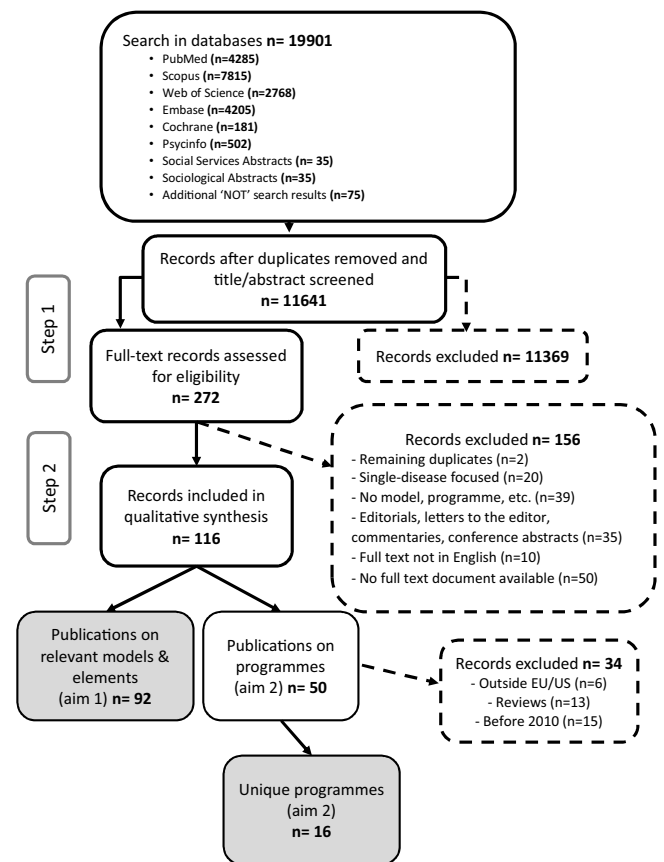 Search in databases n= 19901
• PubMed (n=4285)
• Scopus (n=7815)
• Web of Science (n=2768)
• Embase (n=4205)
• Cochrane (n=181)
• Psycinfo (n=502)
• Social Services Abstracts (n= 35)
• Sociological Abstracts (n=35)
• Additional ‘NOT’ search results (n=75)
Records after duplicates removed and
title/abstract screened
n= 11641
Step 1
Full-text records assessed
for eligibility
n= 272
Records excluded n= 11369
Step 2
Records included in
qualitative synthesis
n= 116
Records excluded n= 156
- Remaining duplicates (n=2)
- Single-disease focused (n=20)
- No model, programme, etc. (n=39)
- Editorials, letters to the editor,
commentaries, conference abstracts (n=35)
- Full text not in English (n=10)
- No full text document available (n=50)
Publications on
relevant models &
elements
(aim 1) n= 92
Publications on
programmes
(aim 2) n= 50
Records excluded n= 34
- Outside EU/US (n=6)
- Reviews (n=13)
- Before 2010 (n=15)
Unique programmes
(aim 2)
n= 16